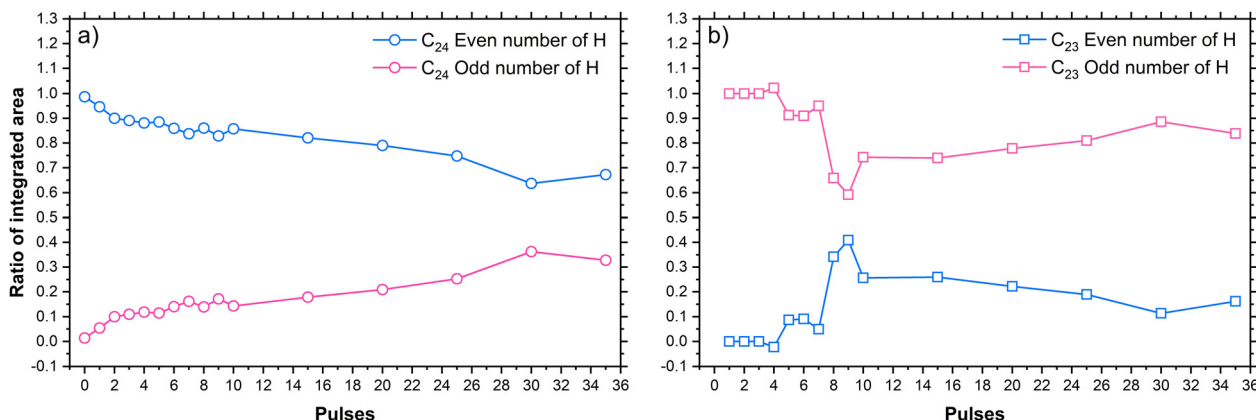 a)
C₂₄ Even number of H
C₂₄ Odd number of H
1.3
1.2
1.1
1.0
0.9
0.8
0.7
0.6
0.5
0.4
0.3
0.2
0.1
0.0
-0.1
Ratio of integrated area
0 2 4 6 8 10 12 14 16 18 20 22 24 26 28 30 32 34 36
Pulses
b)
C₂₃ Even number of H
C₂₃ Odd number of H
1.3
1.2
1.1
1.0
0.9
0.8
0.7
0.6
0.5
0.4
0.3
0.2
0.1
0.0
-0.1
0 2 4 6 8 10 12 14 16 18 20 22 24 26 28 30 32 34 36
Pulses